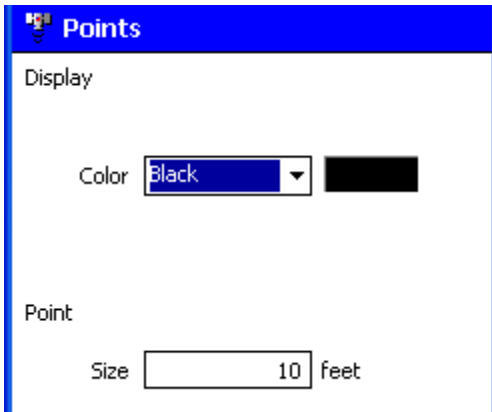 Points
Display
Color Black
Point
Size 10 feet